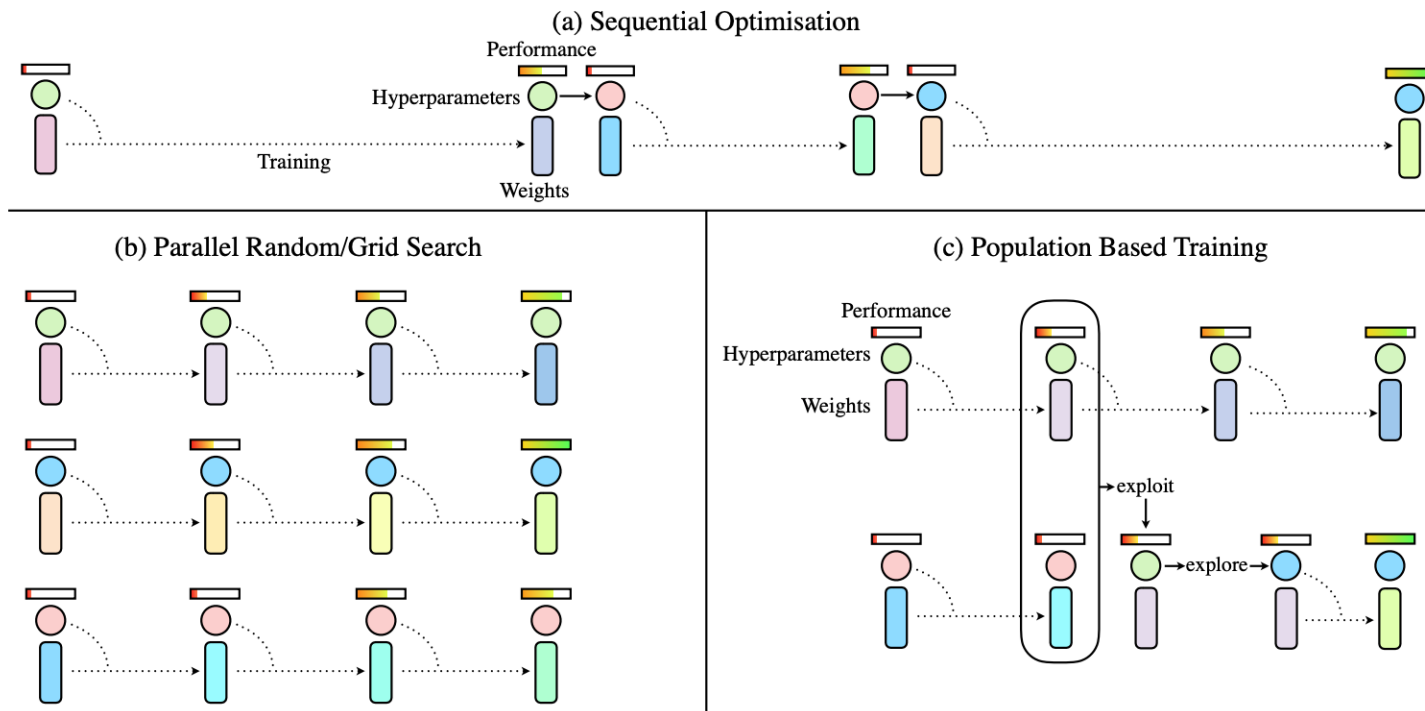 (a) Sequential Optimisation
Performance
Hyperparameters
Training
Weights
(b) Parallel Random/Grid Search
(c) Population Based Training
Performance
Hyperparameters
Weights
exploit
explore